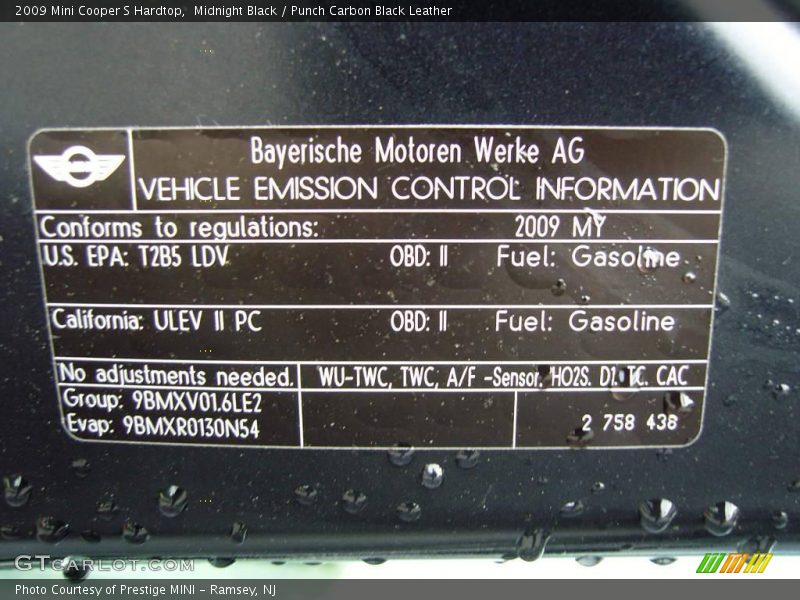 2009 Mini Cooper S Hardtop,  Midnight Black / Punch Carbon Black Leather
Bayerische Motoren Werke AG
VEHICLE EMISSION CONTROL INFORMATION
Conforms to regulations: 2009 MY
U.S. EPA: T2B5 LDV OBD: II Fuel: Gasoline
California: ULEV II PC OBD: II Fuel: Gasoline
No adjustments needed. WU-TWC, TWC, A/F -Sensor, HO2S. DI. TC. CAC
Group: 9BMXV01.6LE2
Evap: 9BMXR0130N54
2 758 438
GTCARLOT.COM
Photo Courtesy of Prestige MINI - Ramsey, NJ